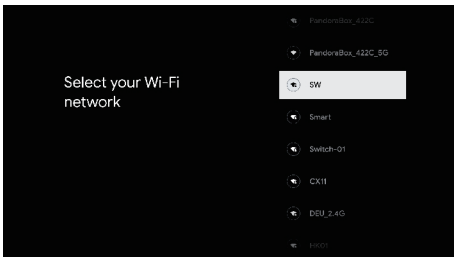 PandoraBox_422C
PandoraBox_422C_5G
Select your Wi-Fi
network
SW
Smart
Switch-01
CX11
DEU_2.4G